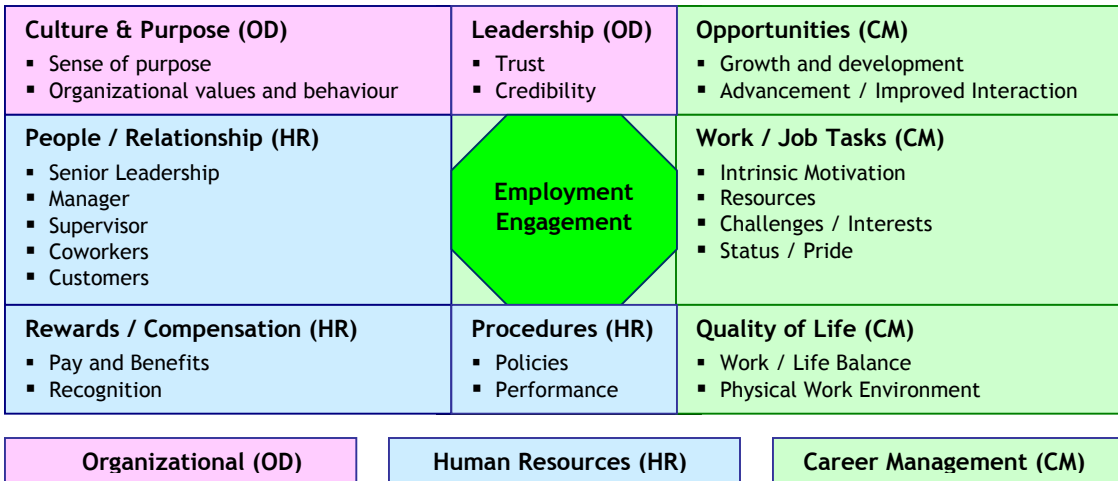 Culture & Purpose (OD)
▪ Sense of purpose
▪ Organizational values and behaviour
Leadership (OD)
▪ Trust
▪ Credibility
Opportunities (CM)
▪ Growth and development
▪ Advancement / Improved Interaction
People / Relationship (HR)
▪ Senior Leadership
▪ Manager
▪ Supervisor
▪ Coworkers
▪ Customers
Employment
Engagement
Work / Job Tasks (CM)
▪ Intrinsic Motivation
▪ Resources
▪ Challenges / Interests
▪ Status / Pride
Rewards / Compensation (HR)
▪ Pay and Benefits
▪ Recognition
Procedures (HR)
▪ Policies
▪ Performance
Quality of Life (CM)
▪ Work / Life Balance
▪ Physical Work Environment
Organizational (OD)
Human Resources (HR)
Career Management (CM)